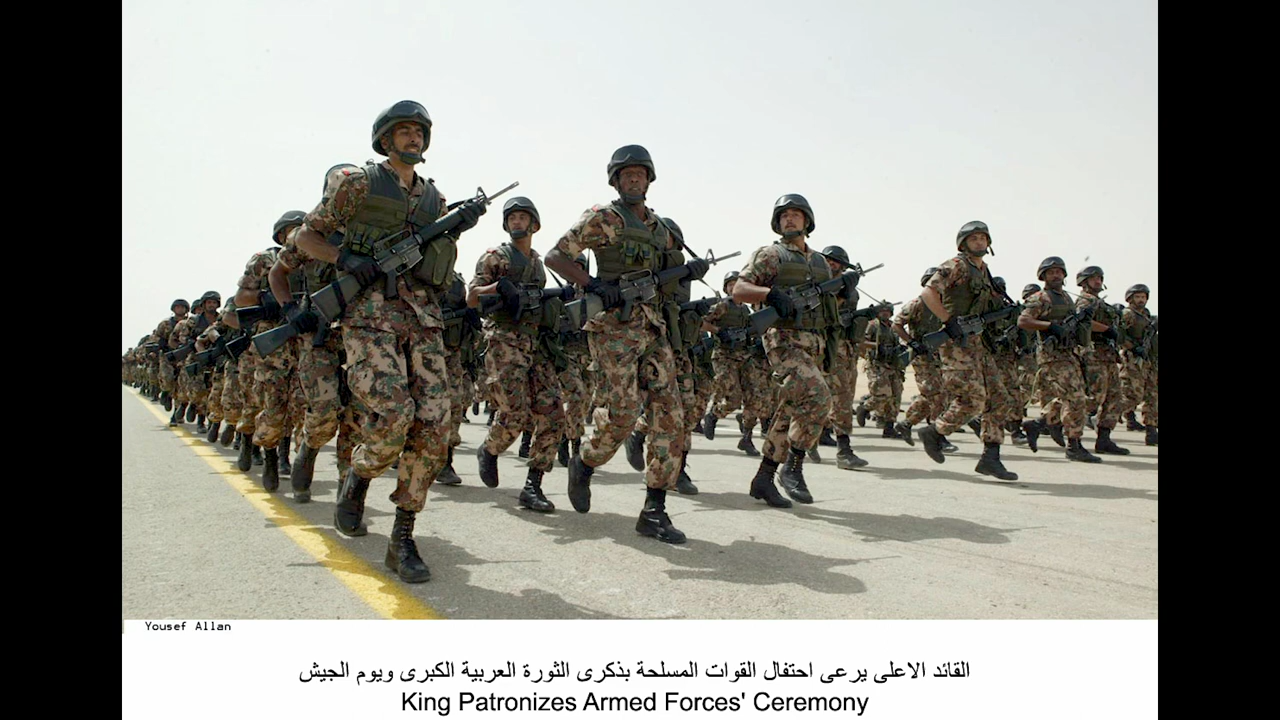 Yousef Allan
القائد الاعلى يرعى احتفال القوات المسلحة بذكرى الثورة العربية الكبرى ويوم الجيش
King Patronizes Armed Forces' Ceremony